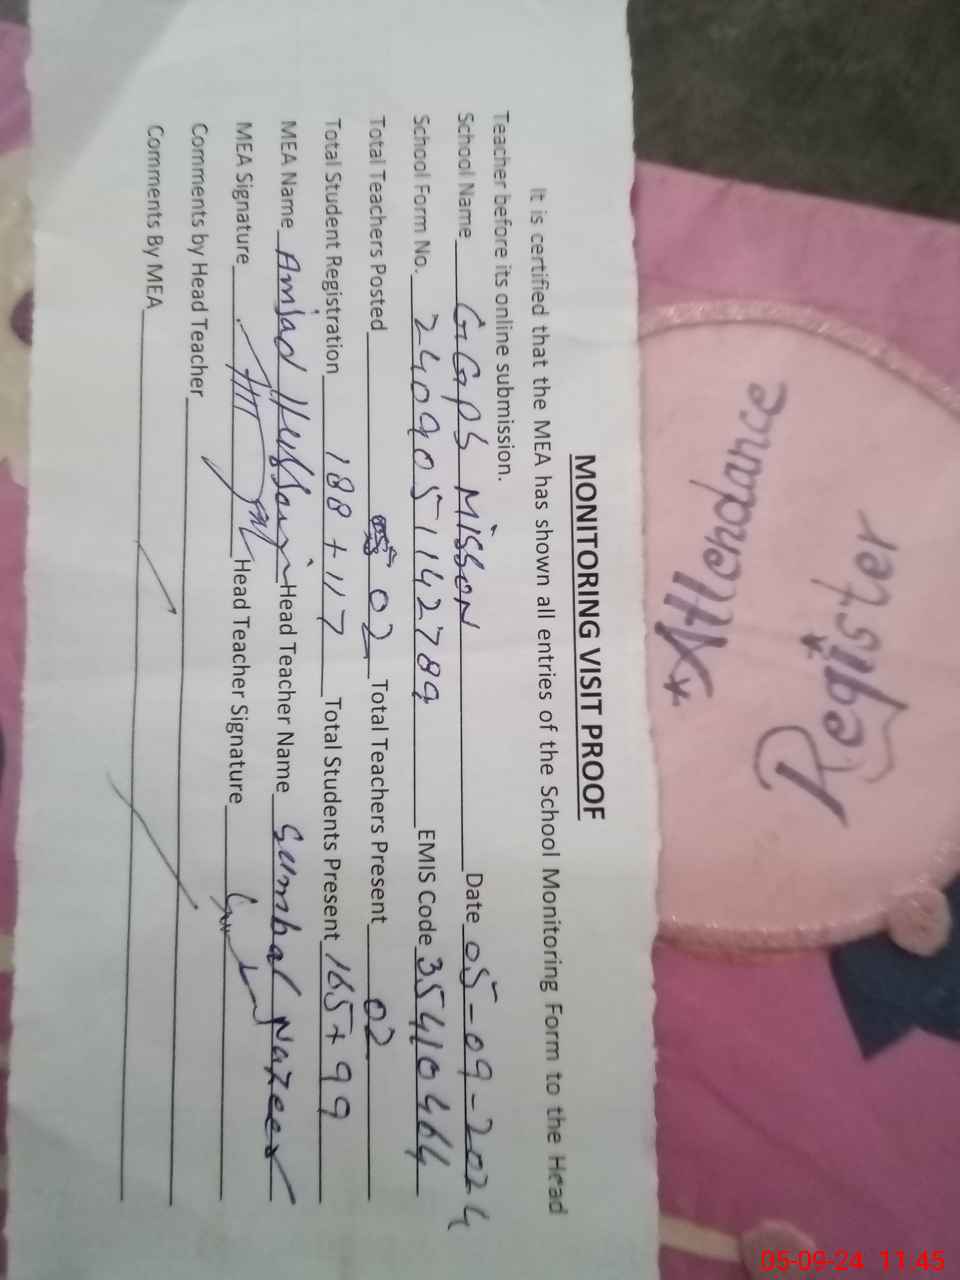 MONITORING VISIT PROOF
It is certified that the MEA has shown all entries of the School Monitoring Form to the Head
Teacher before its online submission.
School Name GGPS Misson Date 05-09-2024
School Form No. 2409051142789 EMIS Code 35410464
Total Teachers Posted 02 Total Teachers Present 02
Total Student Registration 188 + 117 Total Students Present 165+99
MEA Name Amjad Hussain Head Teacher Name Sumbal Nazeer
MEA Signature Head Teacher Signature
Comments by Head Teacher
Comments By MEA
*Attendance
Register*
05-09-24 11:45